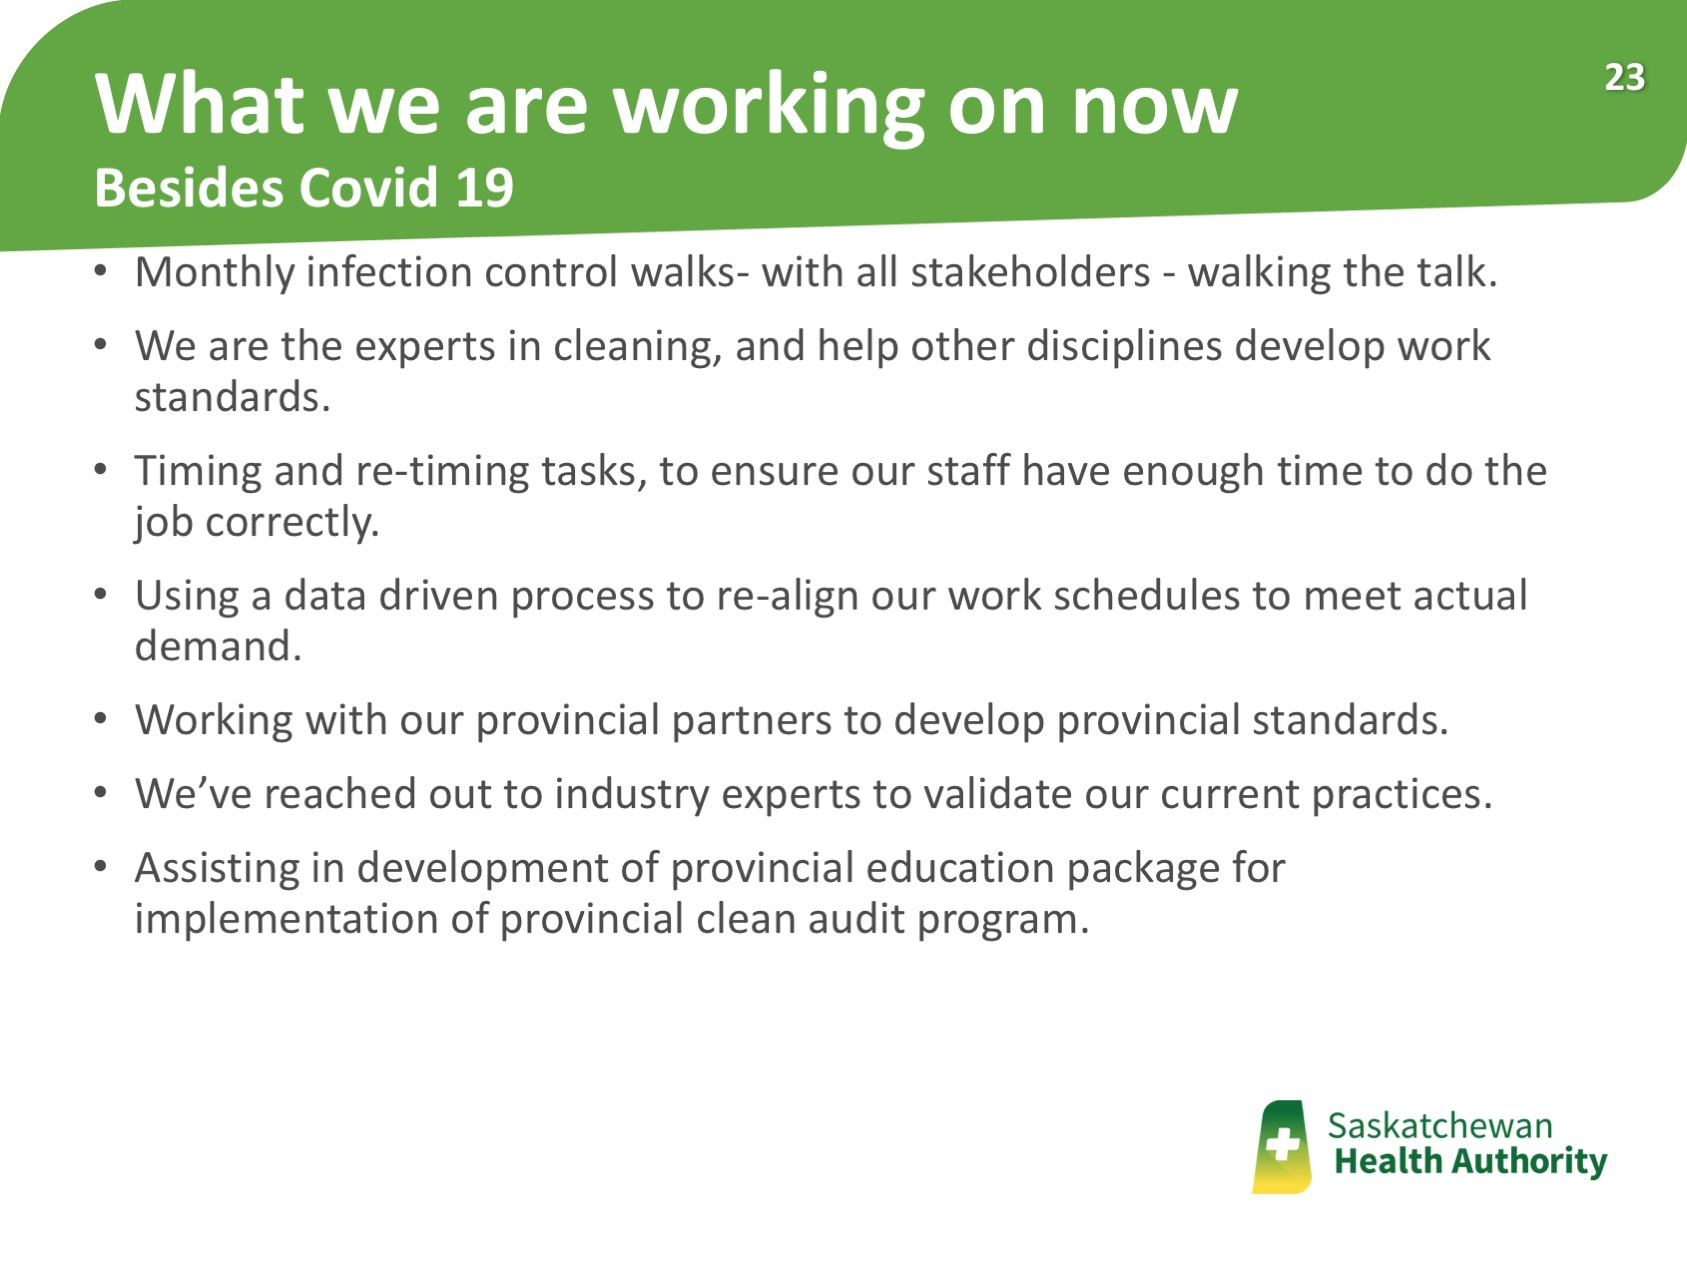 What we are working on now
23
Besides Covid 19
• Monthly infection control walks- with all stakeholders - walking the talk.
• We are the experts in cleaning, and help other disciplines develop work
standards.
• Timing and re-timing tasks, to ensure our staff have enough time to do the
job correctly.
• Using a data driven process to re-align our work schedules to meet actual
demand.
• Working with our provincial partners to develop provincial standards.
• We’ve reached out to industry experts to validate our current practices.
• Assisting in development of provincial education package for
implementation of provincial clean audit program.
Saskatchewan
Health Authority